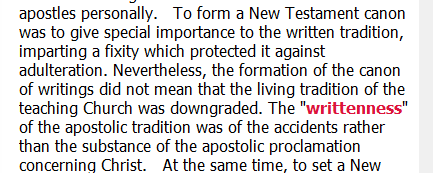 apostles personally.   To form a New Testament canon
was to give special importance to the written tradition,
imparting a fixity which protected it against
adulteration. Nevertheless, the formation of the canon
of writings did not mean that the living tradition of the
teaching Church was downgraded. The "writtenness"
of the apostolic tradition was of the accidents rather
than the substance of the apostolic proclamation
concerning Christ.   At the same time, to set a New